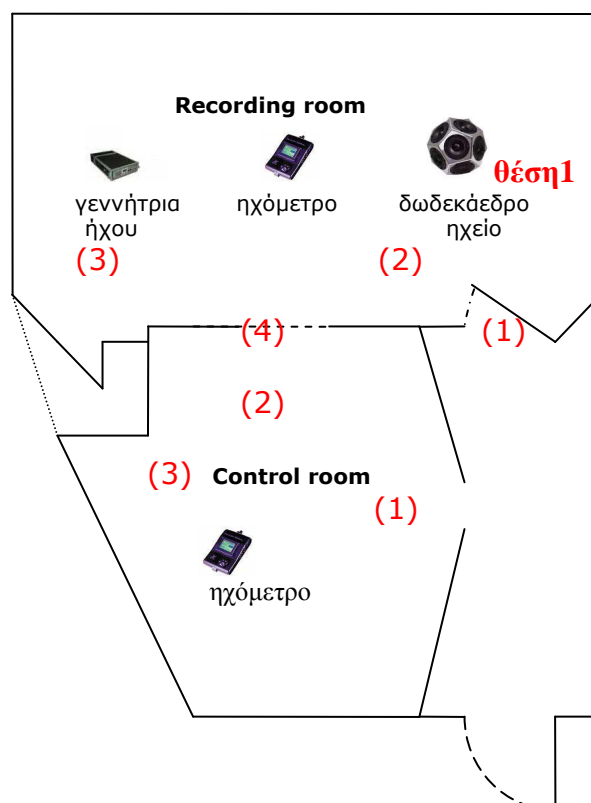 Recording room
θέση1
γεννήτρια
ήχου
ηχόμετρο
δωδεκάεδρο
ηχείο
(3)
(2)
(4)
(1)
(2)
(3)
Control room
(1)
ηχόμετρο